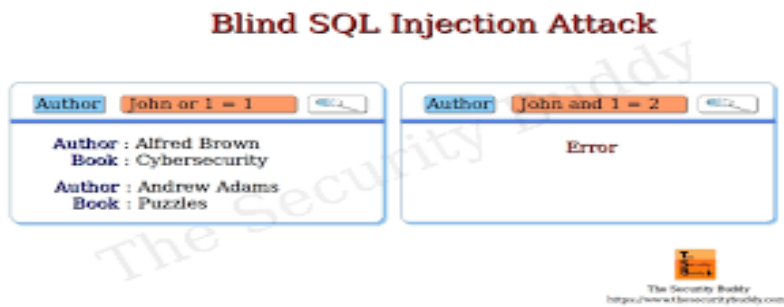 Blind SQL Injection Attack
Author John or 1 = 1
Author : Alfred Brown
Book : Cybersecurity
Author : Andrew Adams
Book : Puzzles
Author John and 1 = 2
Error
The Security Buddy
The Security Buddy
https://www.thesecuritybuddy.com